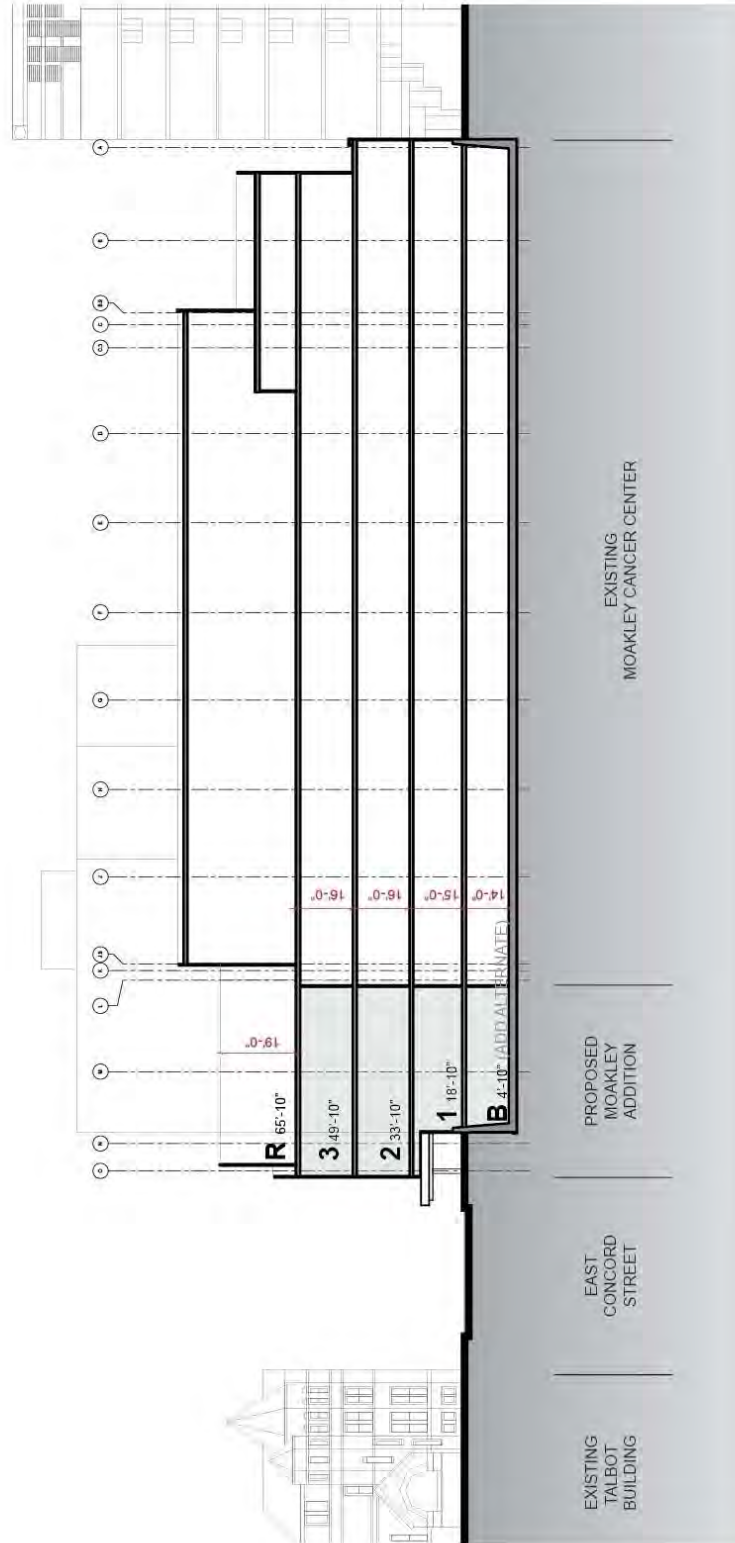 19'-0"
R 65'-10"
3 49'-10"
2 33'-10"
1 18'-10"
B 4'-10" (ADD ALTERNATE)
16'-0"
16'-0"
15'-0"
14'-0"
EXISTING
TALBOT
BUILDING
EAST
CONCORD
STREET
PROPOSED
MOAKLEY
ADDITION
EXISTING
MOAKLEY CANCER CENTER